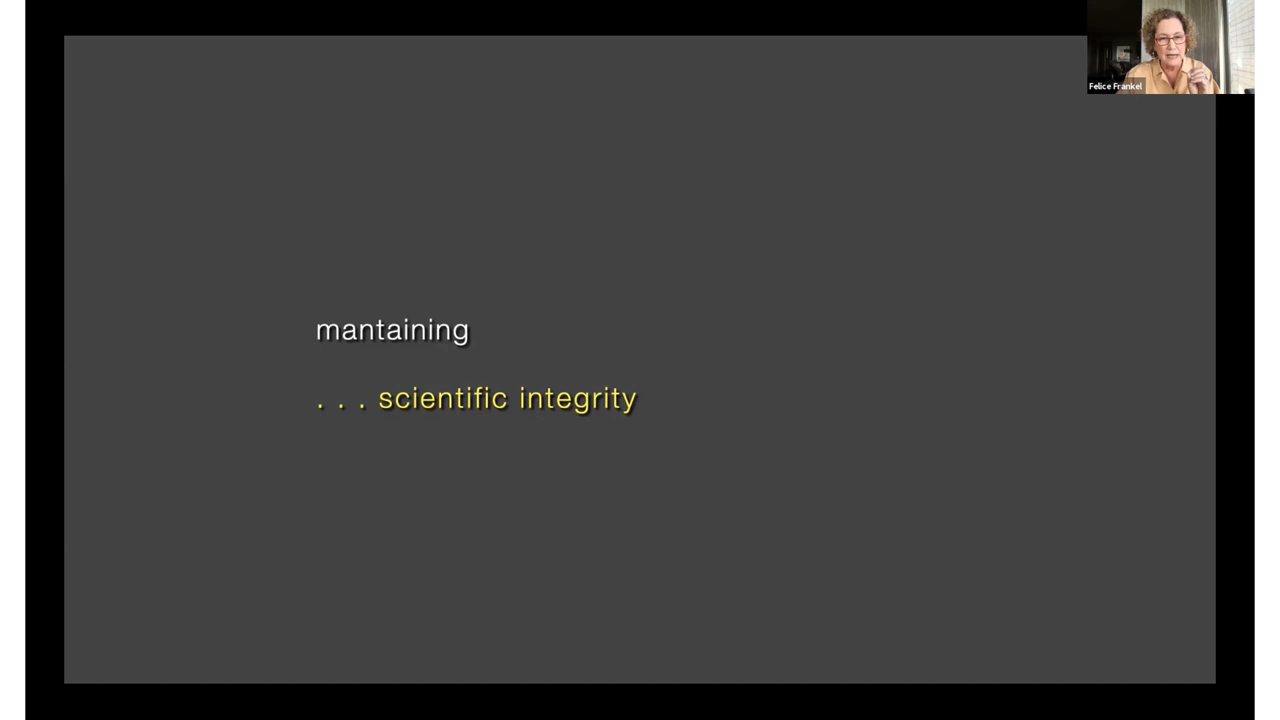 Felice Frankel
mantaining
. . . scientific integrity